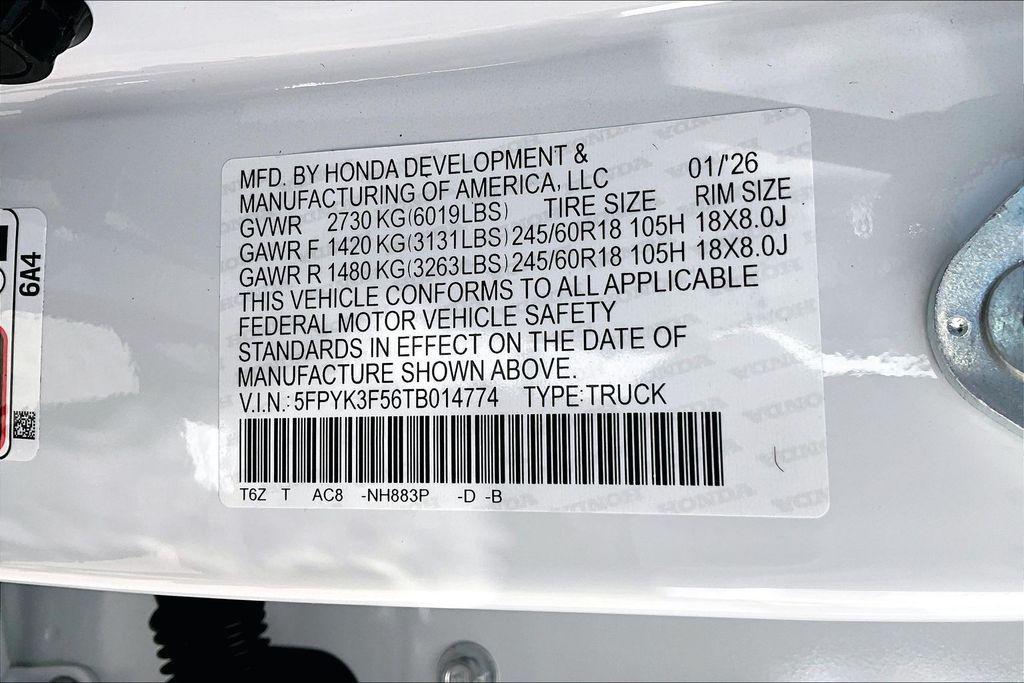 MFD. BY HONDA DEVELOPMENT &
MANUFACTURING OF AMERICA, LLC 01/'26
GVWR 2730 KG(6019LBS) TIRE SIZE RIM SIZE
GAWR F 1420 KG(3131LBS) 245/60R18 105H 18X8.0J
GAWR R 1480 KG(3263LBS) 245/60R18 105H 18X8.0J
THIS VEHICLE CONFORMS TO ALL APPLICABLE
FEDERAL MOTOR VEHICLE SAFETY
STANDARDS IN EFFECT ON THE DATE OF
MANUFACTURE SHOWN ABOVE.
V.I.N.: 5FPYK3F56TB014774 TYPE:TRUCK
T6Z T AC8 -NH883P -D -B
6A4
HONDA